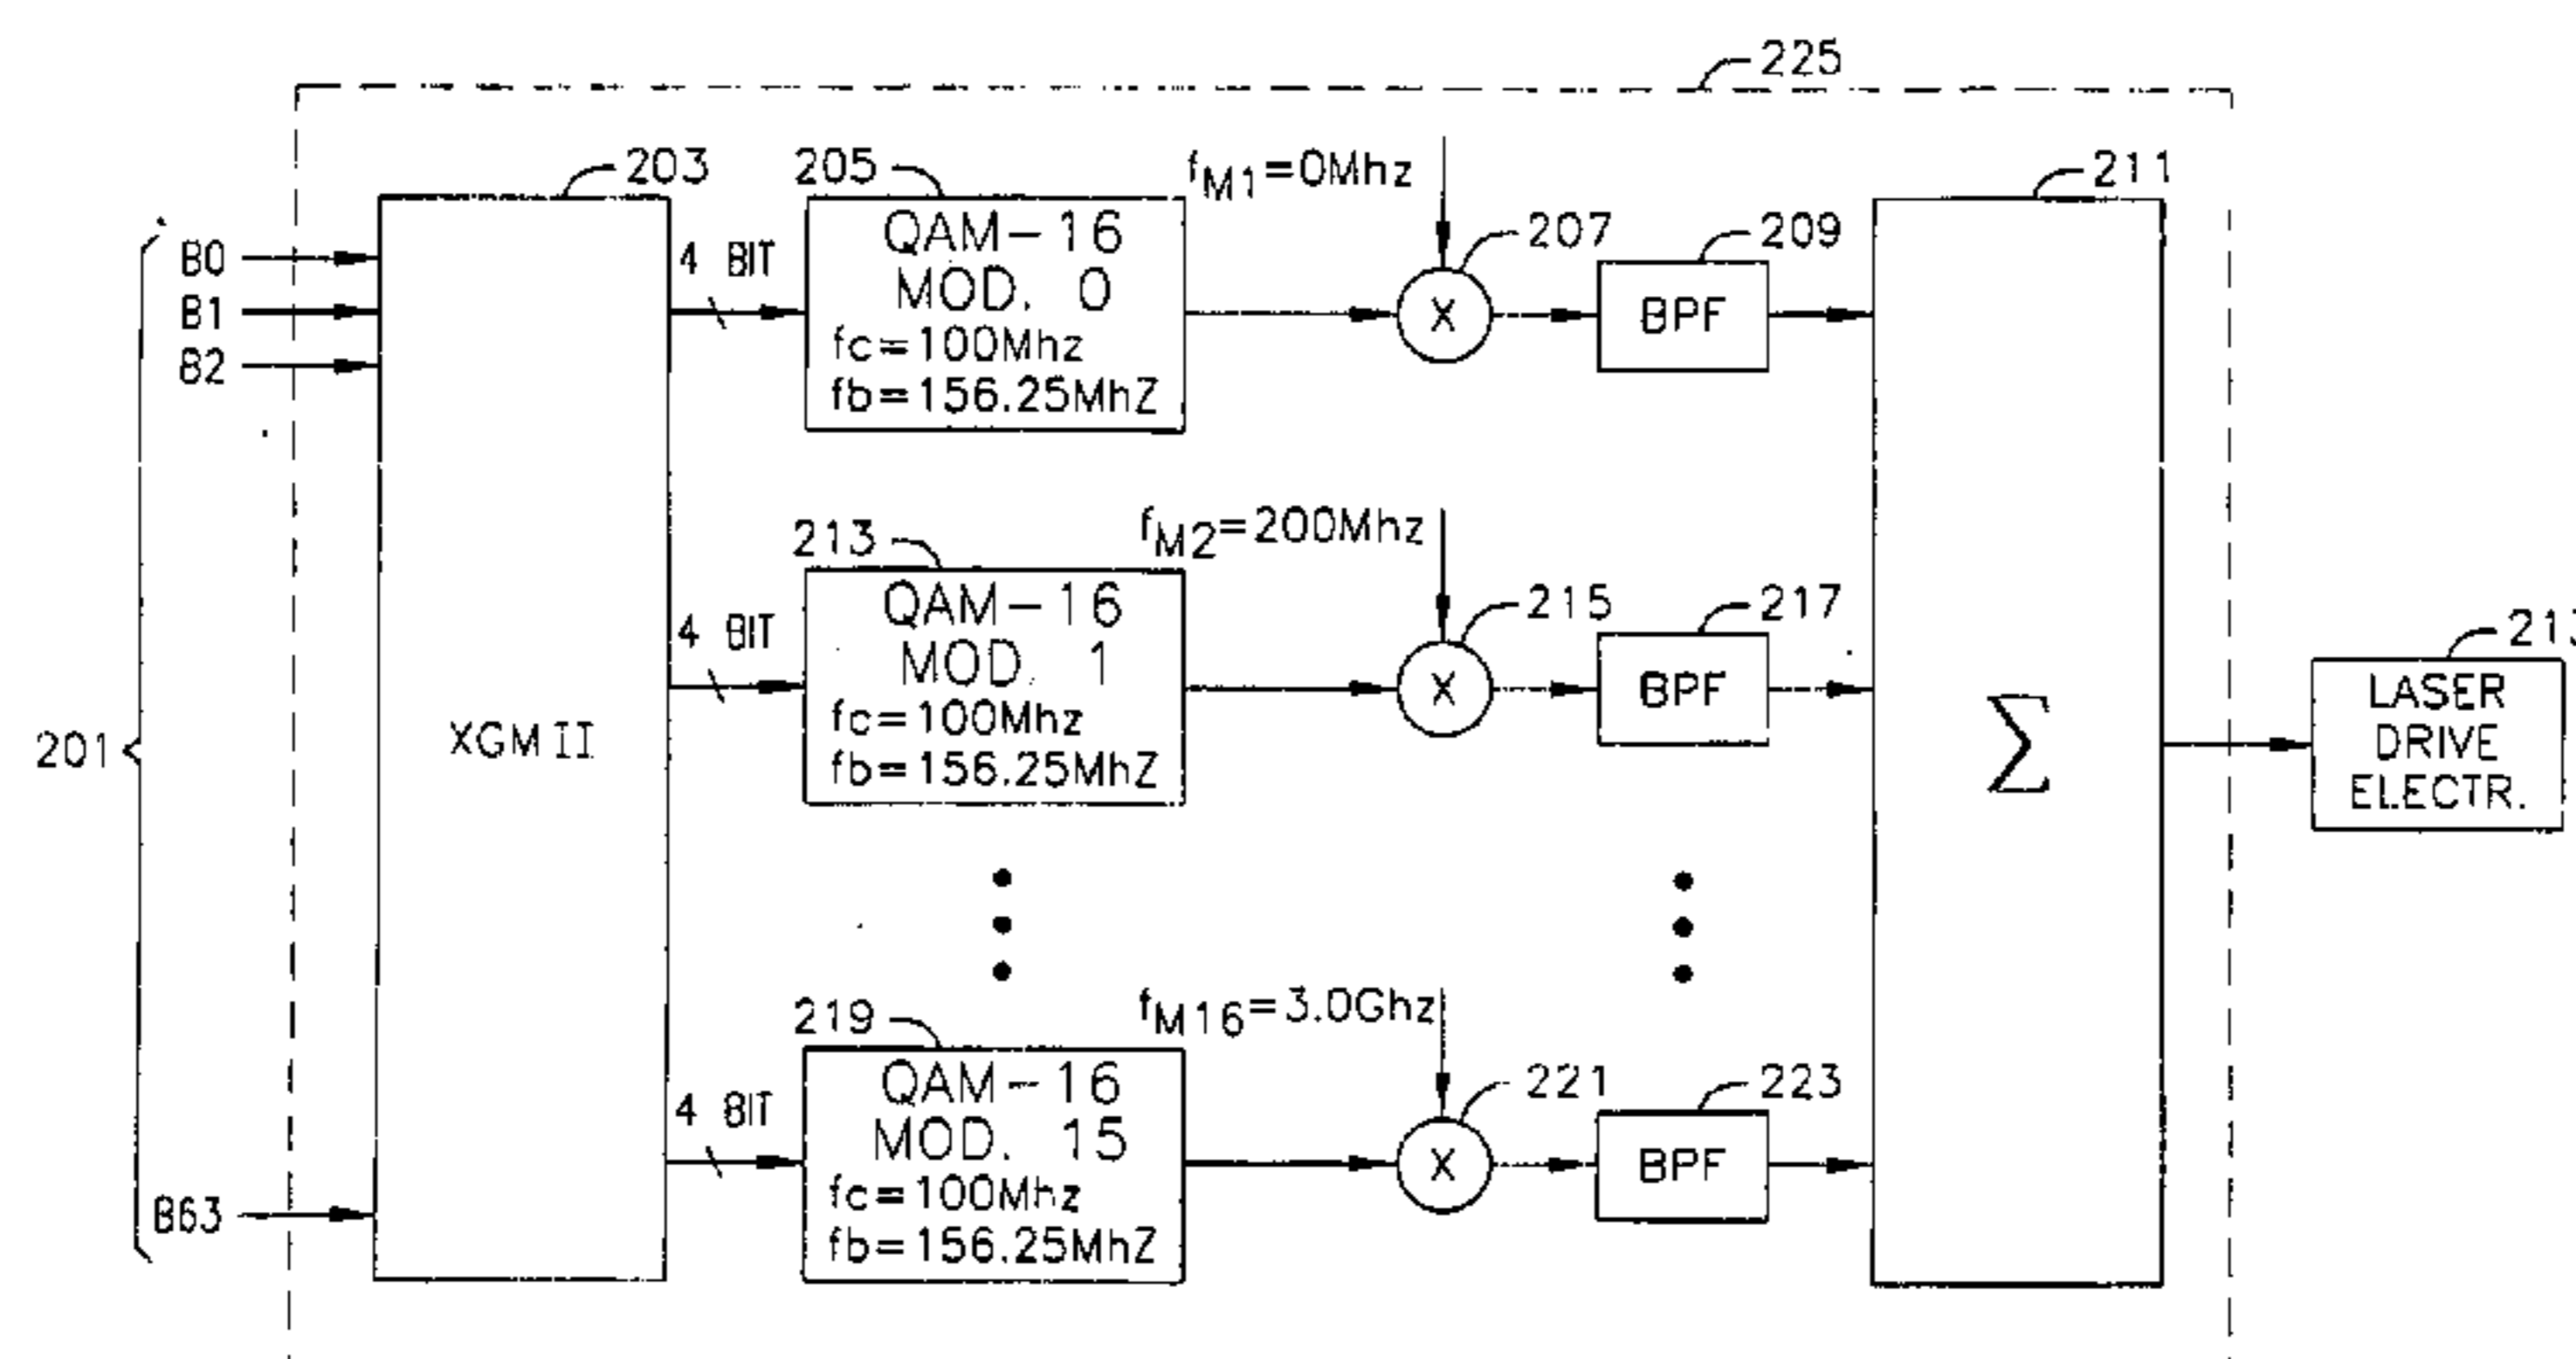 225
203
205
fM1=0Mhz
211
B0
B1
B2
4 BIT
QAM-16
MOD. 0
fc=100Mhz
fb=156.25MhZ
X
207
209
BPF
213
fM2=200Mhz
4 BIT
QAM-16
MOD. 1
fc=100Mhz
fb=156.25MhZ
X
215
217
BPF
201
XGMII
Σ
213
LASER
DRIVE
ELECTR.
219
fM16=3.0Ghz
4 BIT
QAM-16
MOD. 15
fc=100Mhz
fb=156.25MhZ
X
221
223
BPF
B63